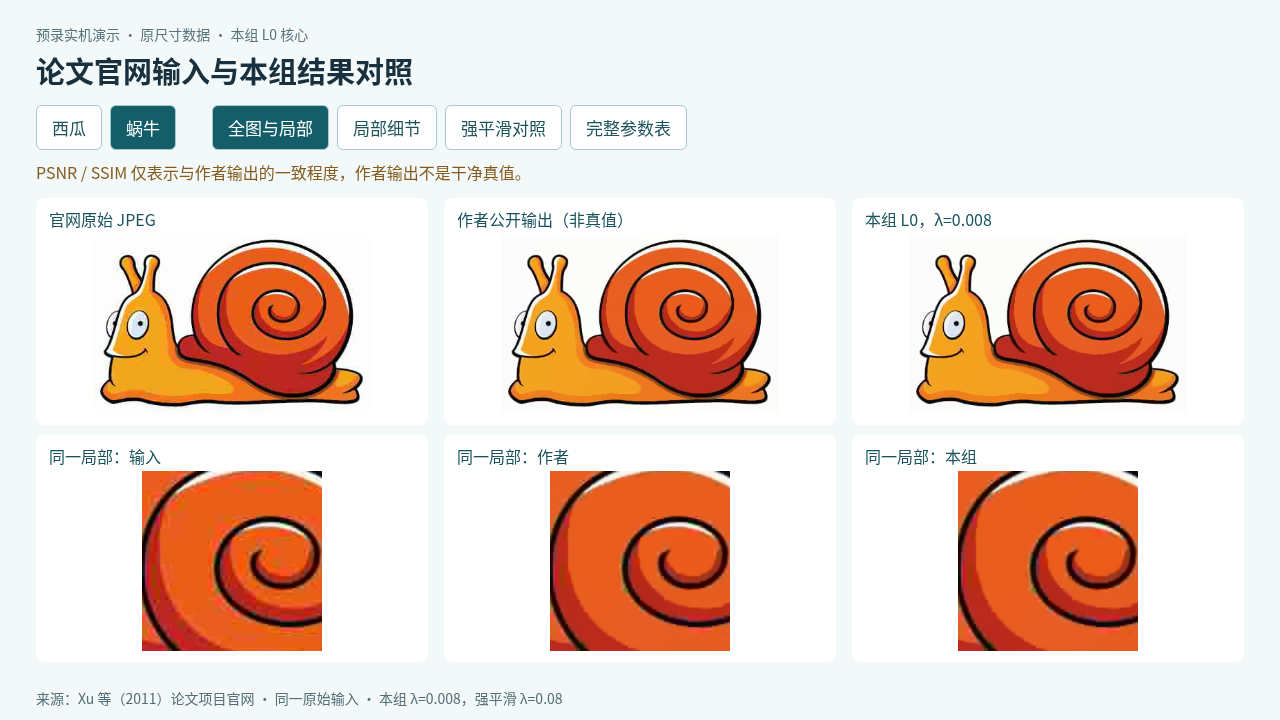 预录实机演示 · 原尺寸数据 · 本组 L0 核心
论文官网输入与本组结果对照
西瓜 蜗牛 全图与局部 局部细节 强平滑对照 完整参数表
PSNR / SSIM 仅表示与作者输出的一致程度，作者输出不是干净真值。
官网原始 JPEG 作者公开输出（非真值） 本组 L0，λ=0.008
同一局部：输入 同一局部：作者 同一局部：本组
来源：Xu 等（2011）论文项目官网 · 同一原始输入 · 本组 λ=0.008，强平滑 λ=0.08